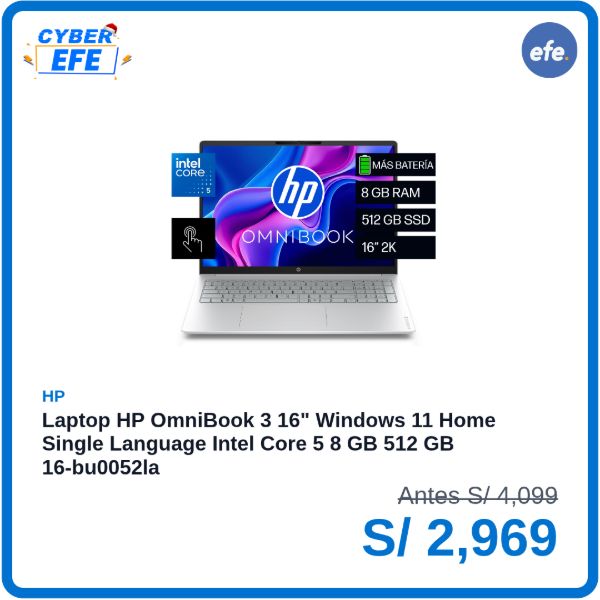 CYBER
EFE
efe.
intel
CORE
5
MÁS BATERÍA
8 GB RAM
512 GB SSD
16" 2K
hp
OMNIBOOK
HP
Laptop HP OmniBook 3 16" Windows 11 Home
Single Language Intel Core 5 8 GB 512 GB
16-bu0052la
Antes S/ 4,099
S/ 2,969